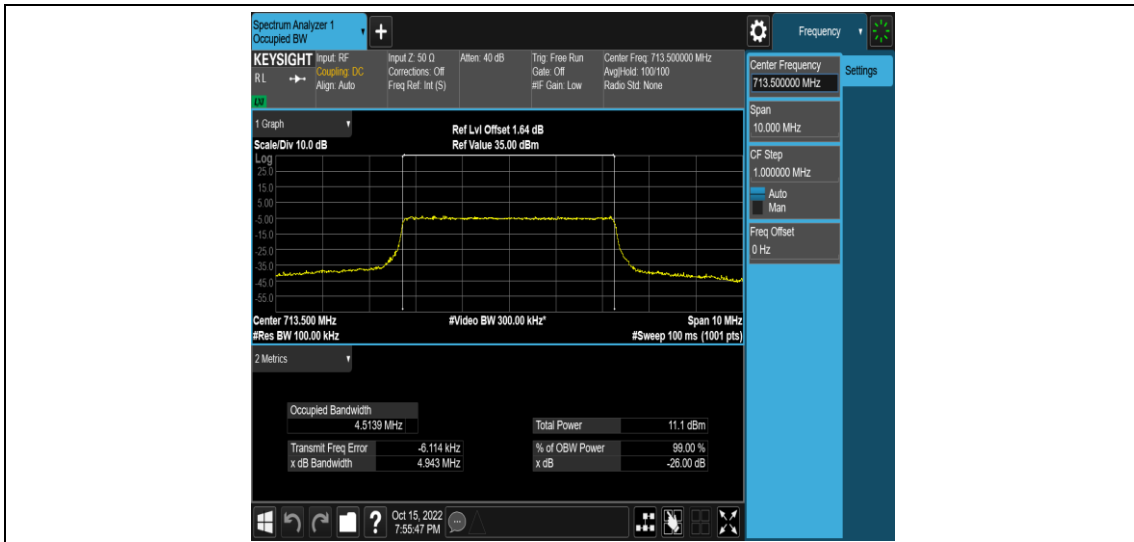 Spectrum Analyzer 1
Occupied BW
+
Frequency
KEYSIGHT
RL
LM
Input: RF
Coupling: DC
Align: Auto
Input Z: 50 Ω
Corrections: Off
Freq Ref: Int (S)
Atten: 40 dB
Trig: Free Run
Gate: Off
#IF Gain: Low
Center Freq: 713.500000 MHz
Avg|Hold: 100/100
Radio Std: None
Center Frequency
713.500000 MHz
Settings
Span
10.000 MHz
CF Step
1.000000 MHz
Auto
Man
Freq Offset
0 Hz
1 Graph
Ref Lvl Offset 1.64 dB
Scale/Div 10.0 dB
Ref Value 35.00 dBm
Log
25.0
15.0
5.00
-5.00
-15.0
-25.0
-35.0
-45.0
-55.0
Center 713.500 MHz
#Video BW 300.00 kHz*
Span 10 MHz
#Res BW 100.00 kHz
#Sweep 100 ms (1001 pts)
2 Metrics
Occupied Bandwidth
4.5139 MHz
Total Power 11.1 dBm
Transmit Freq Error -6.114 kHz
% of OBW Power 99.00 %
x dB Bandwidth 4.943 MHz
x dB -26.00 dB
?
Oct 15, 2022
7:55:47 PM